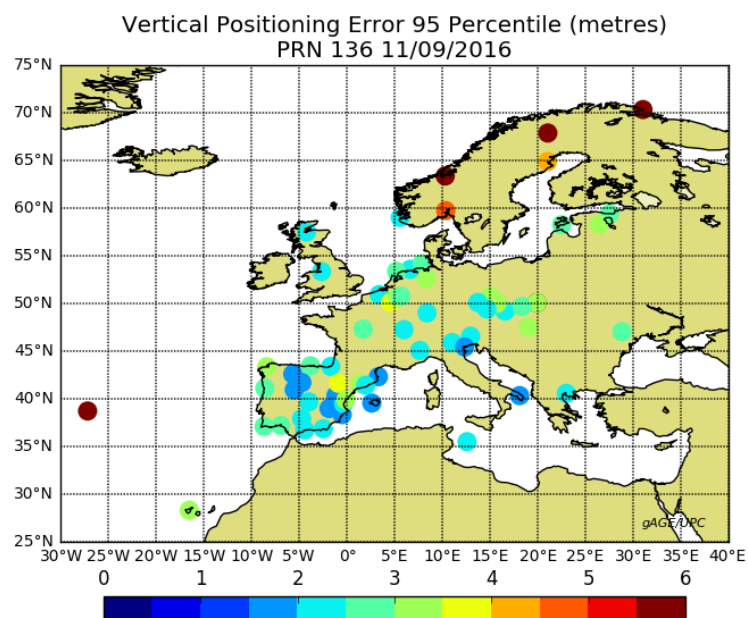 Vertical Positioning Error 95 Percentile (metres)
PRN 136 11/09/2016
75°N
70°N
65°N
60°N
55°N
50°N
45°N
40°N
35°N
30°N
25°N
gAGE/UPC
30°W 25°W 20°W 15°W 10°W 5°W 0° 5°E 10°E 15°E 20°E 25°E 30°E 35°E 40°E
0 1 2 3 4 5 6